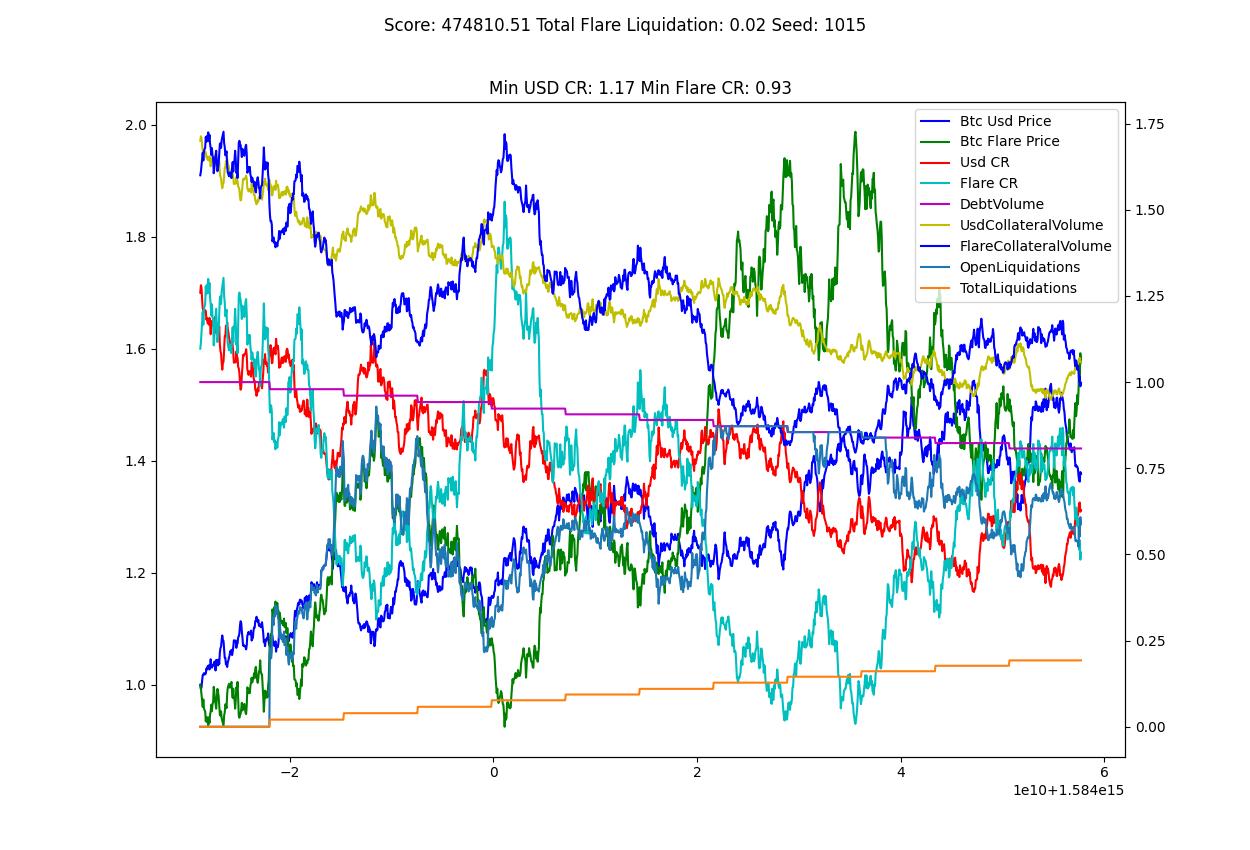 Score: 474810.51 Total Flare Liquidation: 0.02 Seed: 1015
Min USD CR: 1.17 Min Flare CR: 0.93
2.0
1.8
1.6
1.4
1.2
1.0
Btc Usd Price
Btc Flare Price
Usd CR
Flare CR
DebtVolume
UsdCollateralVolume
FlareCollateralVolume
OpenLiquidations
TotalLiquidations
1.75
1.50
1.25
1.00
0.75
0.50
0.25
0.00
−2 0 2 4 6
1e10+1.584e15